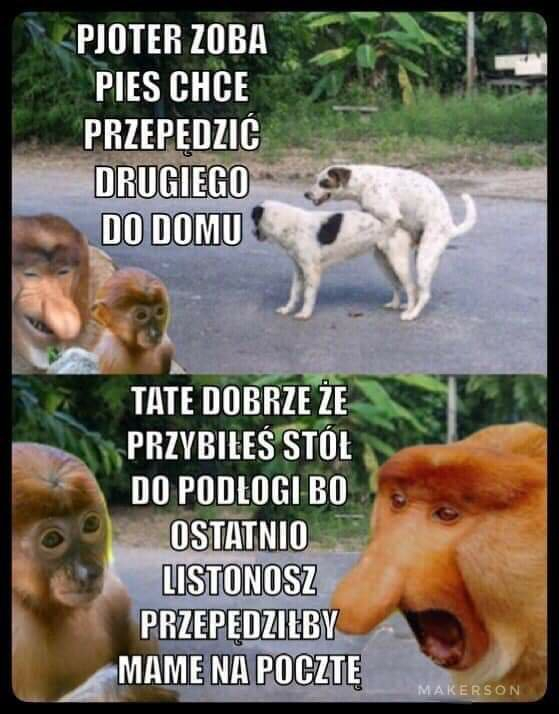 PJOTER ZOBA
PIES CHCE
PRZEPĘDZIĆ
DRUGIEGO
DO DOMU
TATE DOBRZE ŻE
PRZYBIŁEŚ STÓŁ
DO PODŁOGI BO
OSTATNIO
LISTONOSZ
PRZEPĘDZIŁBY
MAME NA POCZTĘ
MAKERSON